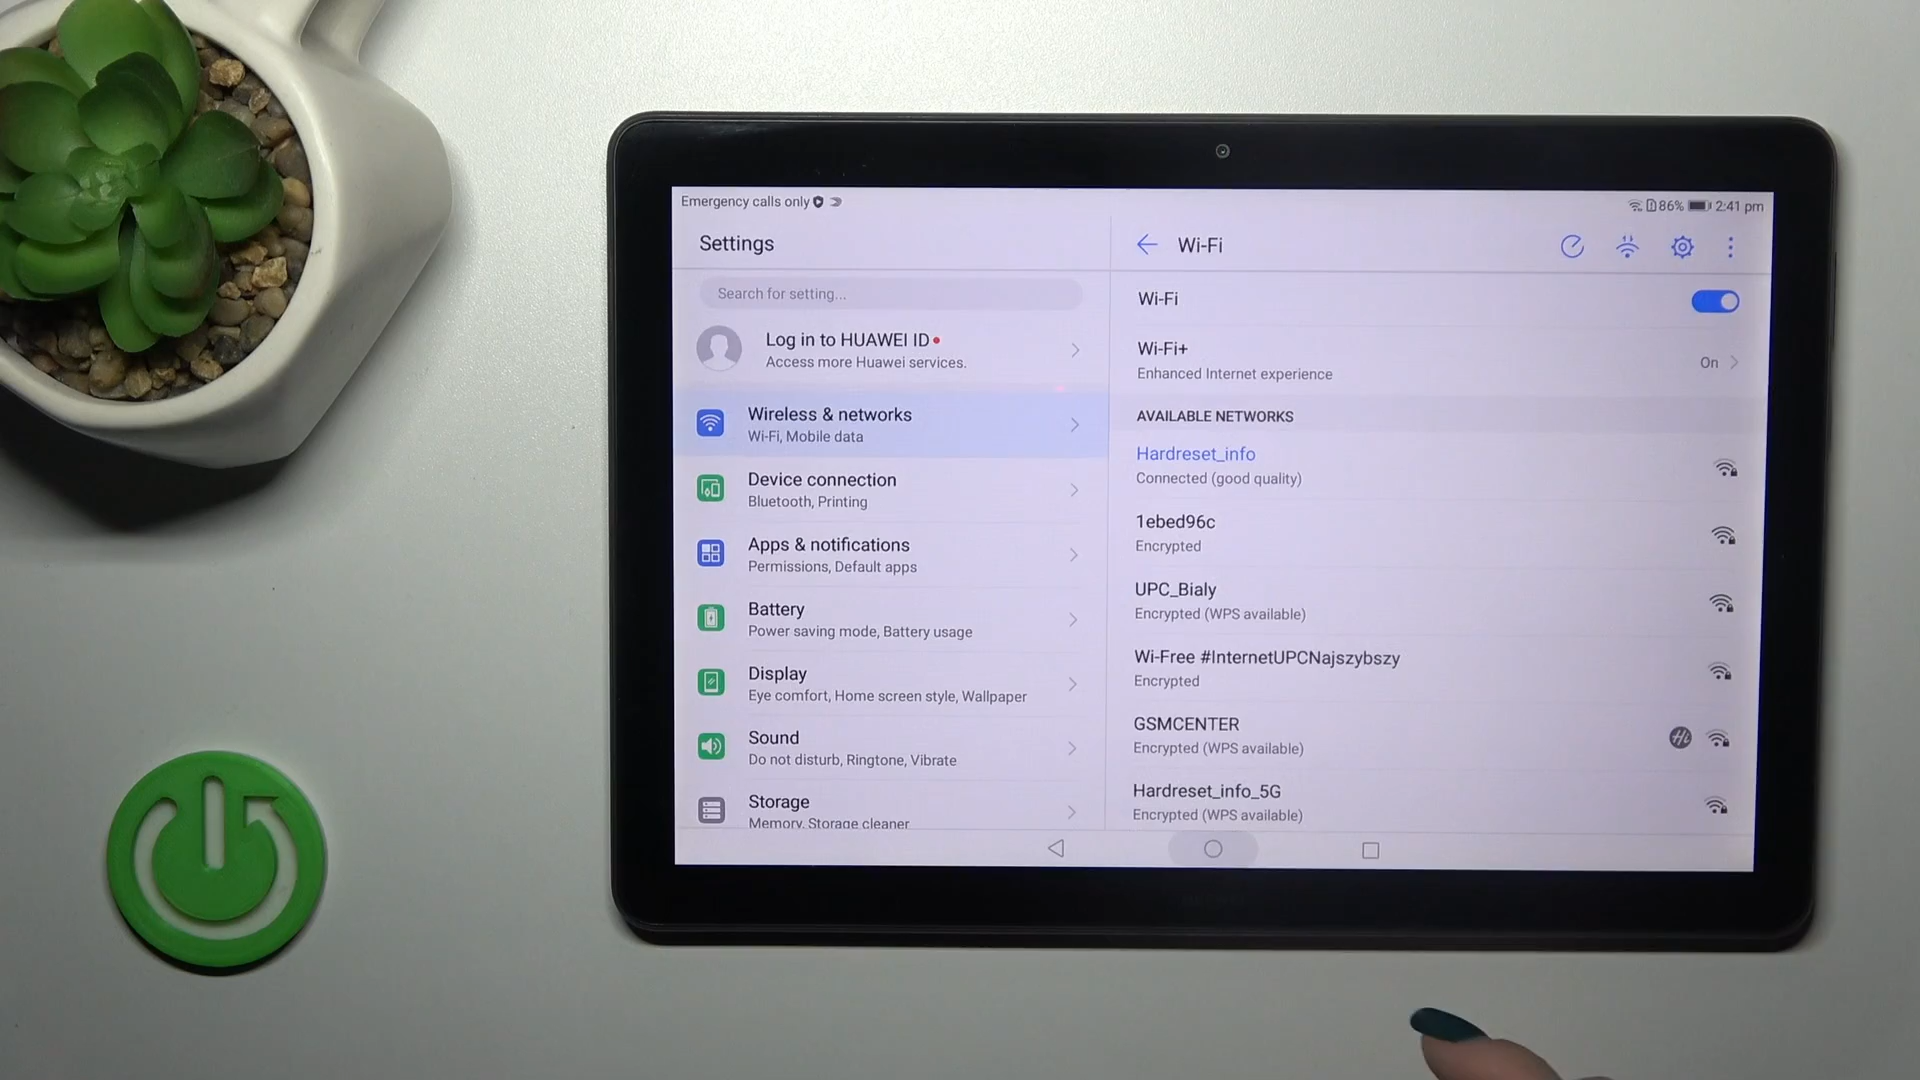 Emergency calls only
86% 2:41 pm
Settings
Search for setting...
Log in to HUAWEI ID
Access more Huawei services.
Wireless & networks
Wi-Fi, Mobile data
Device connection
Bluetooth, Printing
Apps & notifications
Permissions, Default apps
Battery
Power saving mode, Battery usage
Display
Eye comfort, Home screen style, Wallpaper
Sound
Do not disturb, Ringtone, Vibrate
Storage
Memory, Storage cleaner
Wi-Fi
Wi-Fi
Wi-Fi+
Enhanced Internet experience
On
AVAILABLE NETWORKS
Hardreset_info
Connected (good quality)
1ebed96c
Encrypted
UPC_Bialy
Encrypted (WPS available)
Wi-Free #InternetUPCNajszybszy
Encrypted
GSMCENTER
Encrypted (WPS available)
Hi
Hardreset_info_5G
Encrypted (WPS available)